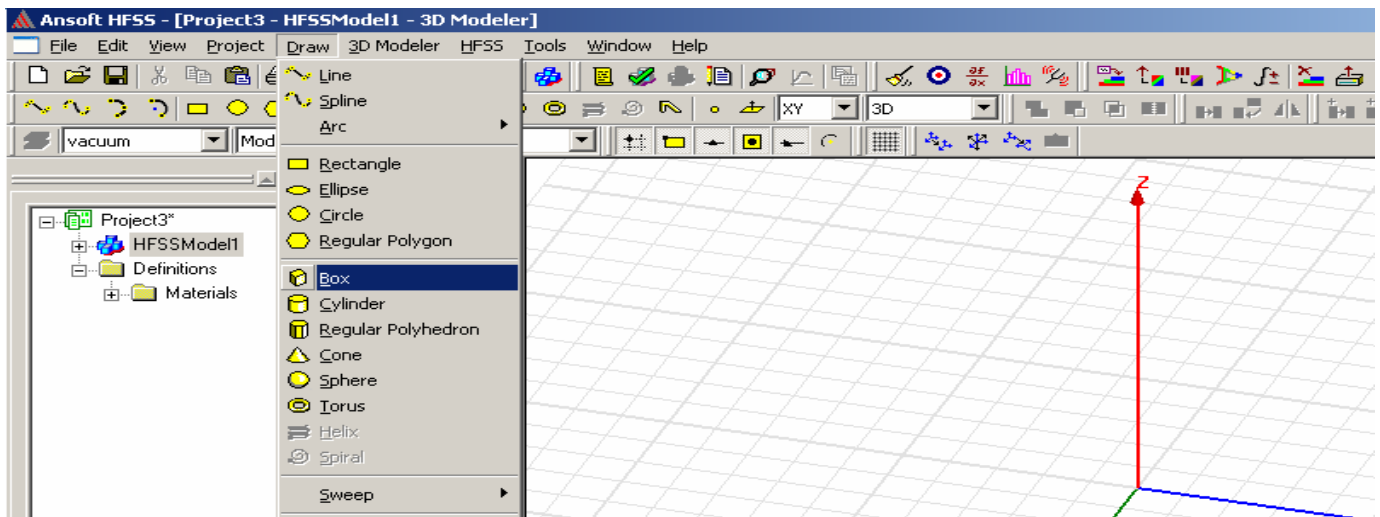 Ansoft HFSS - [Project3 - HFSSModel1 - 3D Modeler]
File Edit View Project Draw 3D Modeler HFSS Tools Window Help
Line
Spline
XY 3D
Arc
vacuum Mod
Rectangle
Ellipse
Z
Project3*
Circle
HFSSModel1
Regular Polygon
Definitions
Box
Materials
Cylinder
Regular Polyhedron
Cone
Sphere
Torus
Helix
Spiral
Sweep